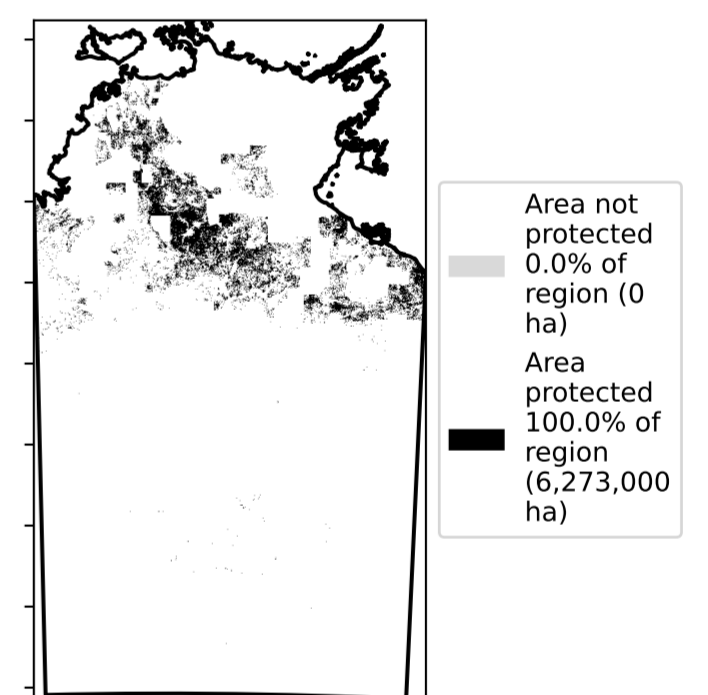 Area not
protected
0.0% of
region (0
ha)
Area
protected
100.0% of
region
(6,273,000
ha)